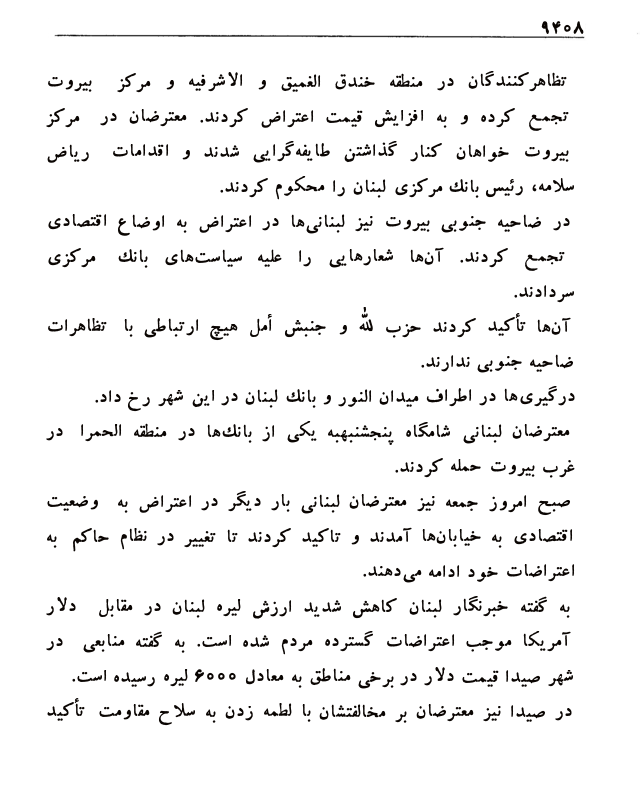 ۹۴۰۸
تظاهرکنندگان در منطقه خندق الغمیق و الاشرفیه و مرکز بیروت
تجمع کرده و به افزایش قیمت اعتراض کردند. معترضان در مرکز
بیروت خواهان کنار گذاشتن طایفه‌گرایی شدند و اقدامات ریاض
سلامه، رئیس بانك مرکزی لبنان را محکوم کردند.
در ضاحیه جنوبی بیروت نیز لبنانی‌ها در اعتراض به اوضاع اقتصادی
تجمع کردند. آن‌ها شعارهایی را علیه سیاست‌های بانك مرکزی
سردادند.
آن‌ها تأکید کردند حزب لله و جنبش أمل هیچ ارتباطی با تظاهرات
ضاحیه جنوبی ندارند.
درگیری‌ها در اطراف میدان النور و بانك لبنان در این شهر رخ داد.
معترضان لبنانی شامگاه پنجشنبهبه یکی از بانك‌ها در منطقه الحمرا در
غرب بیروت حمله کردند.
صبح امروز جمعه نیز معترضان لبنانی بار دیگر در اعتراض به وضعیت
اقتصادی به خیابان‌ها آمدند و تاکید کردند تا تغییر در نظام حاکم به
اعتراضات خود ادامه می‌دهند.
به گفته خبرنگار لبنان کاهش شدید ارزش لیره لبنان در مقابل دلار
آمریکا موجب اعتراضات گسترده مردم شده است. به گفته منابعی در
شهر صیدا قیمت دلار در برخی مناطق به معادل ۶۰۰۰ لیره رسیده است.
در صیدا نیز معترضان بر مخالفتشان با لطمه زدن به سلاح مقاومت تأکید